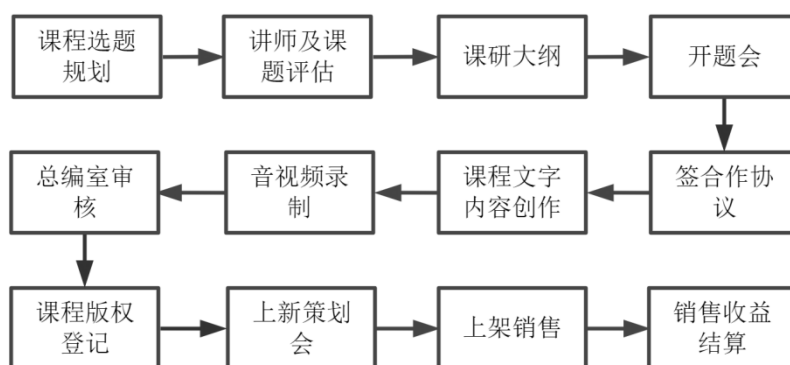 课程选题
规划
讲师及课
题评估
课研大纲
开题会
签合作协
议
课程文字
内容创作
音视频录
制
总编室审
核
课程版权
登记
上新策划
会
上架销售
销售收益
结算